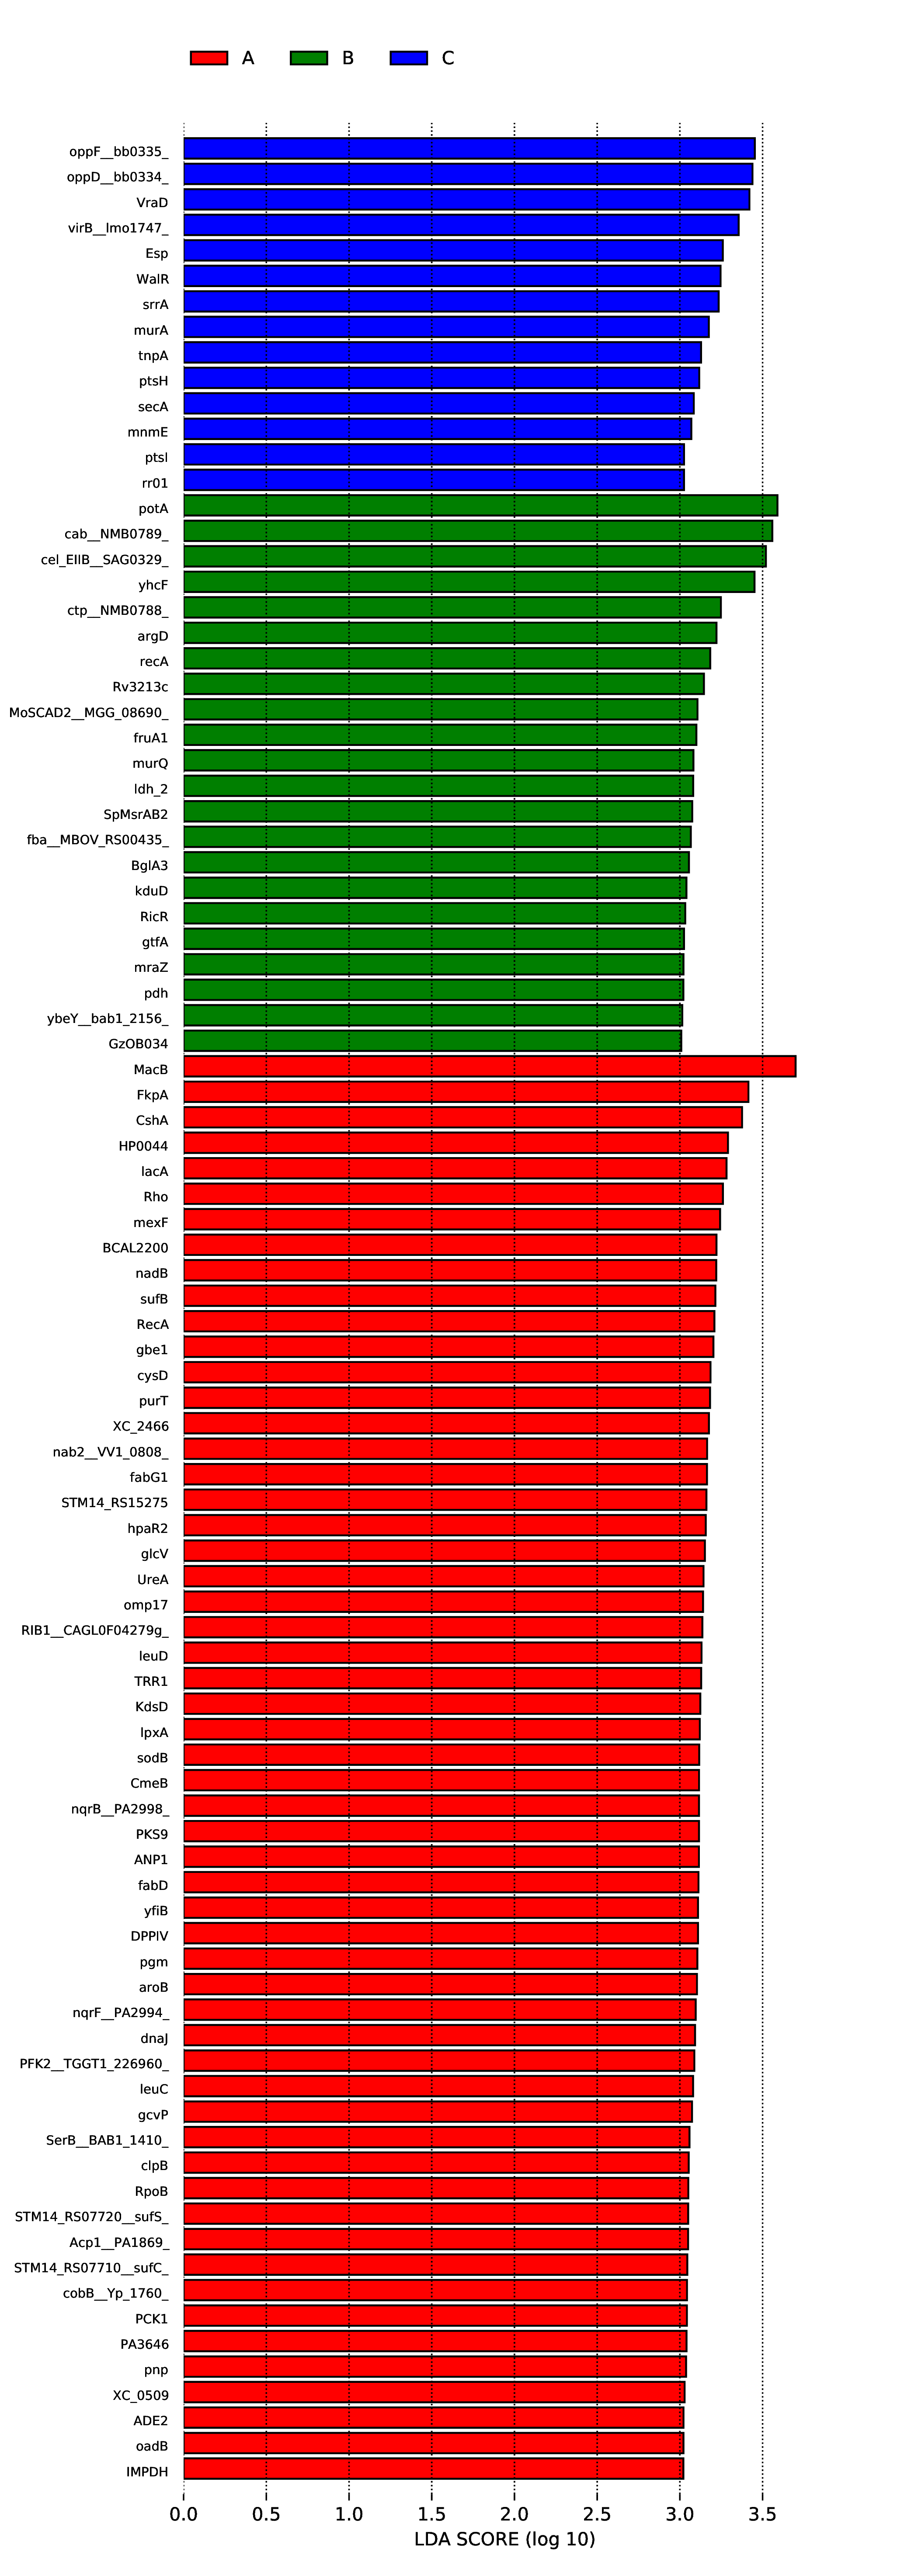 A B C
oppF__bb0335_
oppD__bb0334_
VraD
virB__lmo1747_
Esp
WalR
srrA
murA
tnpA
ptsH
secA
mnmE
ptsI
rr01
potA
cab__NMB0789_
cel_EIIB__SAG0329_
yhcF
ctp__NMB0788_
argD
recA
Rv3213c
MoSCAD2__MGG_08690_
fruA1
murQ
ldh_2
SpMsrAB2
fba__MBOV_RS00435_
BglA3
kduD
RicR
gtfA
mraZ
pdh
ybeY__bab1_2156_
GzOB034
MacB
FkpA
CshA
HP0044
lacA
Rho
mexF
BCAL2200
nadB
sufB
RecA
gbe1
cysD
purT
XC_2466
nab2__VV1_0808_
fabG1
STM14_RS15275
hpaR2
glcV
UreA
omp17
RIB1__CAGL0F04279g_
leuD
TRR1
KdsD
lpxA
sodB
CmeB
nqrB__PA2998_
PKS9
ANP1
fabD
yfiB
DPPIV
pgm
aroB
nqrF__PA2994_
dnaJ
PFK2__TGGT1_226960_
leuC
gcvP
SerB__BAB1_1410_
clpB
RpoB
STM14_RS07720__sufS_
Acp1__PA1869_
STM14_RS07710__sufC_
cobB__Yp_1760_
PCK1
PA3646
pnp
XC_0509
ADE2
oadB
IMPDH
0.0 0.5 1.0 1.5 2.0 2.5 3.0 3.5
LDA SCORE (log 10)